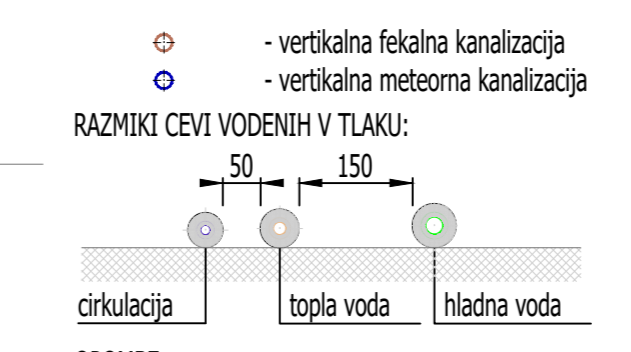 - vertikalna fekalna kanalizacija
- vertikalna meteorna kanalizacija
RAZMIKI CEVI VODENIH V TLAKU:
50 150
cirkulacija topla voda hladna voda